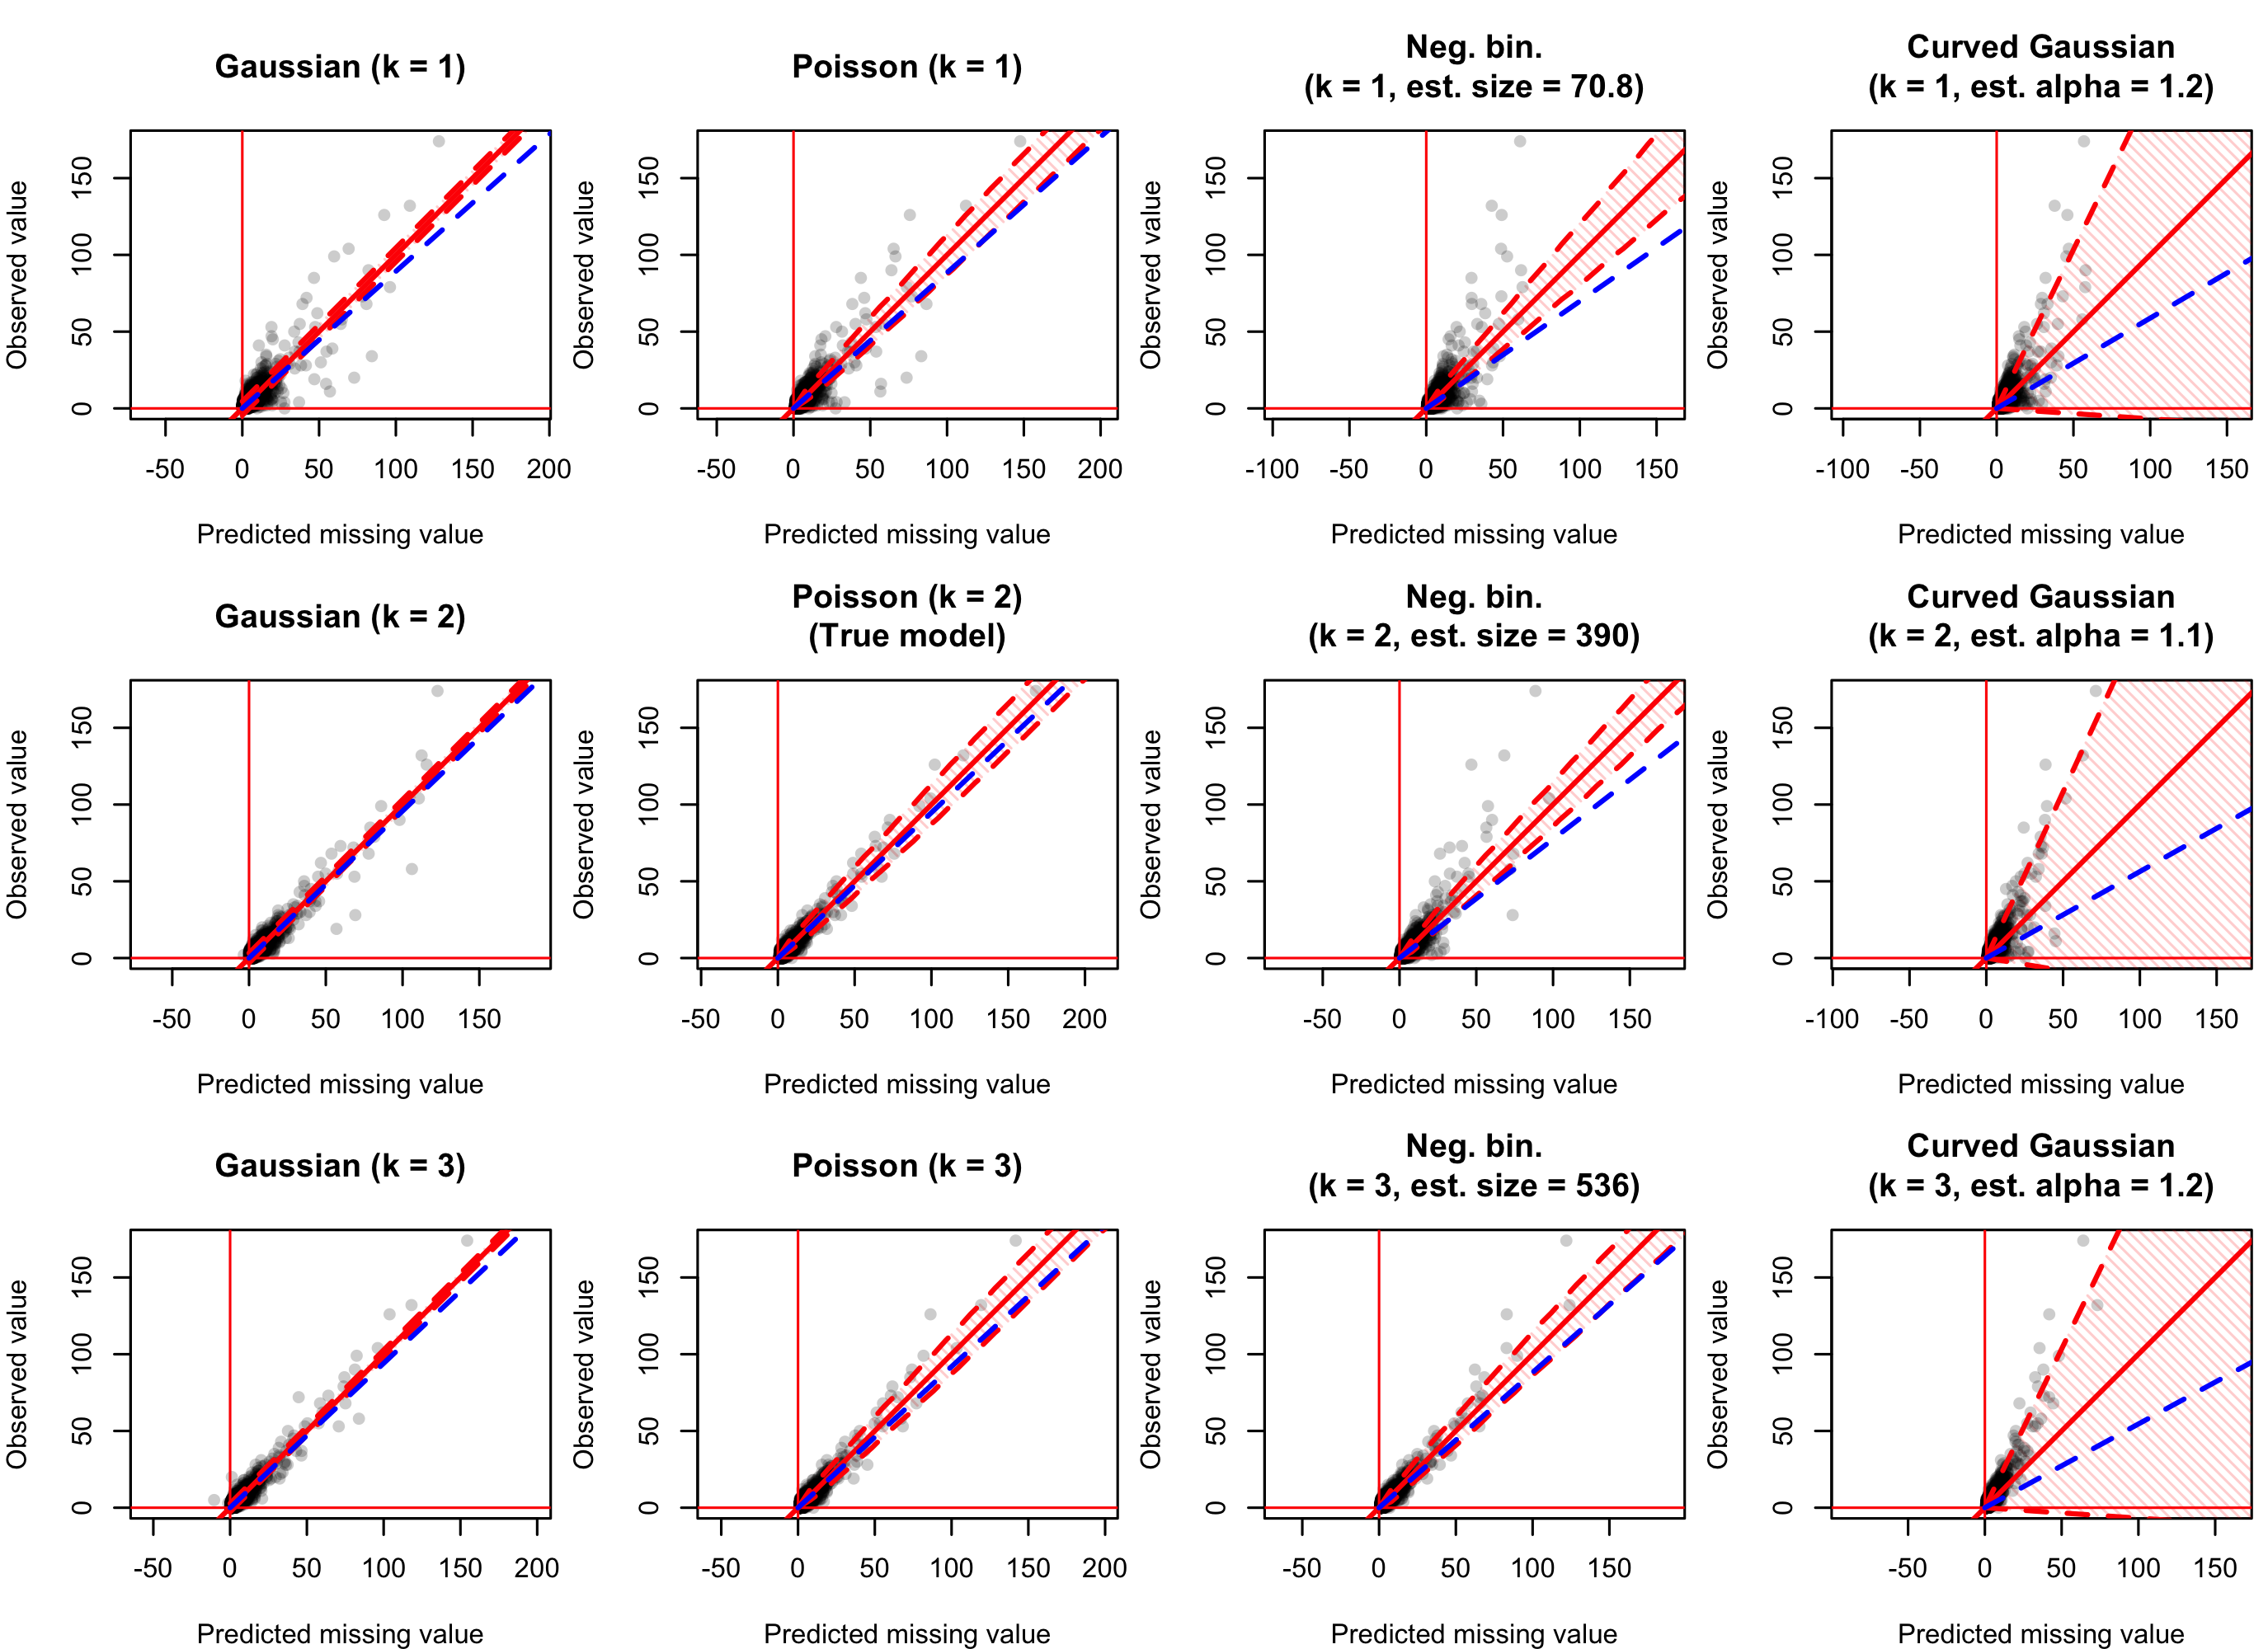 Gaussian (k = 1)
Observed value
0 50 100 150
-50 0 50 100 150 200
Predicted missing value
Poisson (k = 1)
Observed value
0 50 100 150
-50 0 50 100 150 200
Predicted missing value
Neg. bin.
(k = 1, est. size = 70.8)
Observed value
0 50 100 150
-100 -50 0 50 100 150
Predicted missing value
Curved Gaussian
(k = 1, est. alpha = 1.2)
Observed value
0 50 100 150
-100 -50 0 50 100 150
Predicted missing value
Gaussian (k = 2)
Observed value
0 50 100 150
-50 0 50 100 150
Predicted missing value
Poisson (k = 2)
(True model)
Observed value
0 50 100 150
-50 0 50 100 150 200
Predicted missing value
Neg. bin.
(k = 2, est. size = 390)
Observed value
0 50 100 150
-50 0 50 100 150
Predicted missing value
Curved Gaussian
(k = 2, est. alpha = 1.1)
Observed value
0 50 100 150
-100 -50 0 50 100 150
Predicted missing value
Gaussian (k = 3)
Observed value
0 50 100 150
-50 0 50 100 150 200
Predicted missing value
Poisson (k = 3)
Observed value
0 50 100 150
-50 0 50 100 150 200
Predicted missing value
Neg. bin.
(k = 3, est. size = 536)
Observed value
0 50 100 150
-50 0 50 100 150
Predicted missing value
Curved Gaussian
(k = 3, est. alpha = 1.2)
Observed value
0 50 100 150
-50 0 50 100 150
Predicted missing value